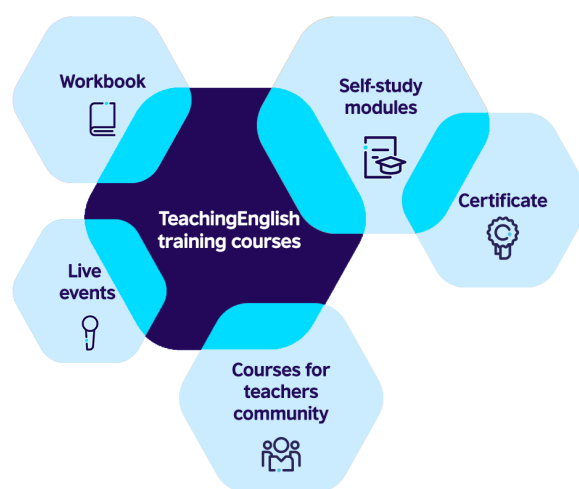 Workbook
Self-study
modules
Certificate
TeachingEnglish
training courses
Live
events
Courses for
teachers
community